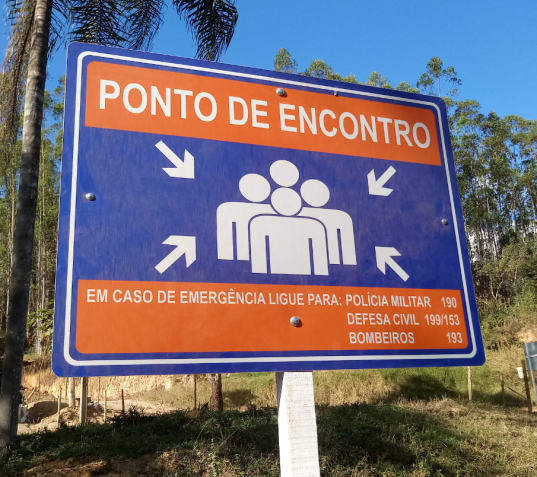 PONTO DE ENCONTRO
EM CASO DE EMERGÊNCIA LIGUE PARA: POLÍCIA MILITAR 190
DEFESA CIVIL 199/153
BOMBEIROS 193